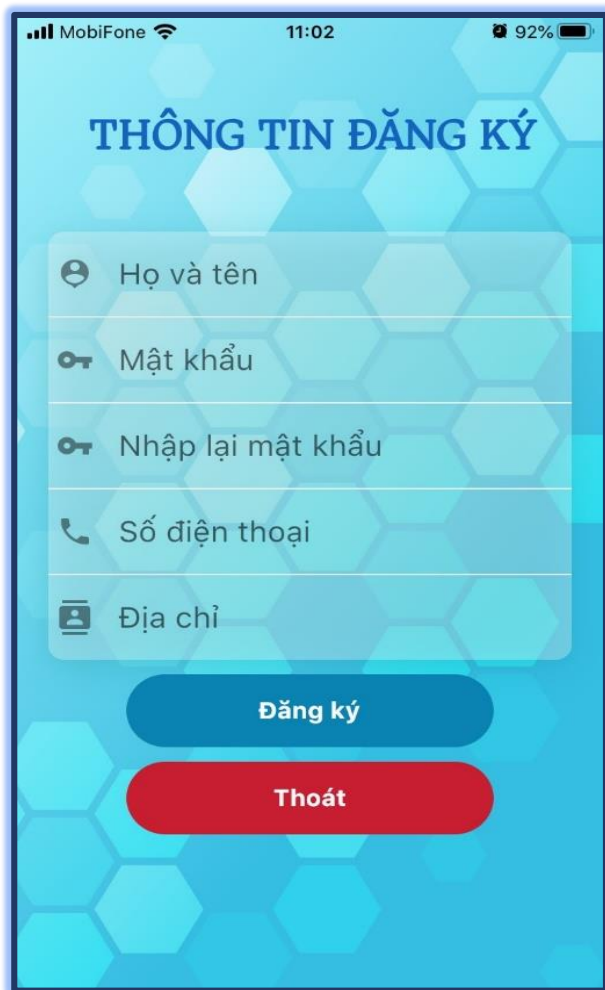 MobiFone 11:02 92%
THÔNG TIN ĐĂNG KÝ
Họ và tên
Mật khẩu
Nhập lại mật khẩu
Số điện thoại
Địa chỉ
Đăng ký
Thoát